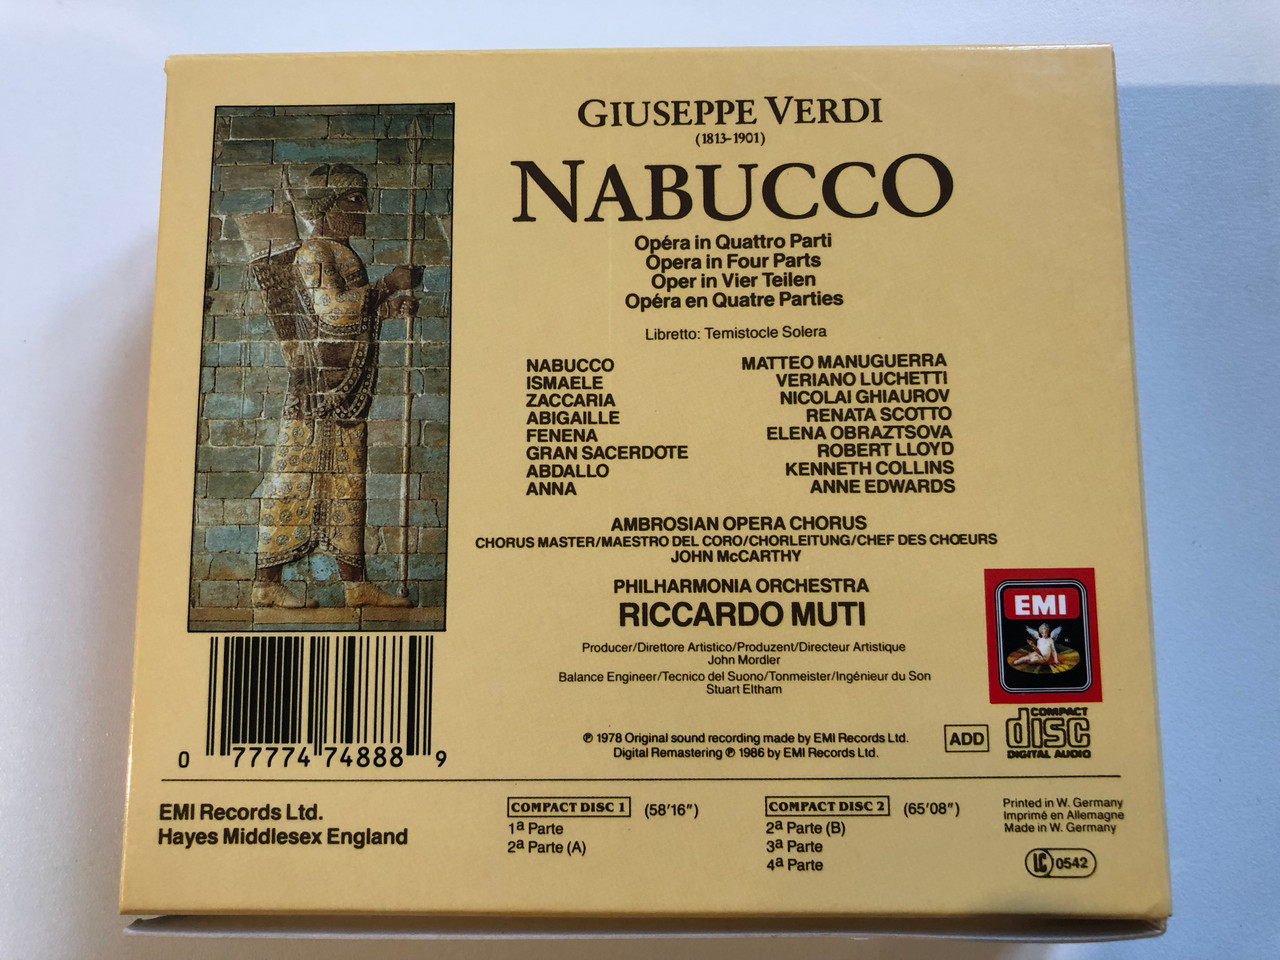 GIUSEPPE VERDI
(1813-1901)
NABUCCO
Opéra in Quattro Parti
Opera in Four Parts
Oper in Vier Teilen
Opéra en Quatre Parties
Libretto: Temistocle Solera
NABUCCO MATTEO MANUGUERRA
ISMAELE VERIANO LUCHETTI
ZACCARIA NICOLAI GHIAUROV
ABIGAILLE RENATA SCOTTO
FENENA ELENA OBRAZTSOVA
GRAN SACERDOTE ROBERT LLOYD
ABDALLO KENNETH COLLINS
ANNA ANNE EDWARDS
AMBROSIAN OPERA CHORUS
CHORUS MASTER/MAESTRO DEL CORO/CHORLEITUNG/CHEF DES CHŒURS
JOHN McCARTHY
PHILHARMONIA ORCHESTRA
RICCARDO MUTI
Producer/Direttore Artistico/Produzent/Directeur Artistique
John Mordler
Balance Engineer/Tecnico del Suono/Tonmeister/Ingénieur du Son
Stuart Eltham
℗ 1978 Original sound recording made by EMI Records Ltd.
Digital Remastering ℗ 1986 by EMI Records Ltd.
EMI
ADD
COMPACT
disc
DIGITAL AUDIO
0 77774 74888 9
EMI Records Ltd.
Hayes Middlesex England
COMPACT DISC 1 (58'16")
1ª Parte
2ª Parte (A)
COMPACT DISC 2 (65'08")
2ª Parte (B)
3ª Parte
4ª Parte
Printed in W. Germany
Imprimé en Allemagne
Made in W. Germany
LC 0542